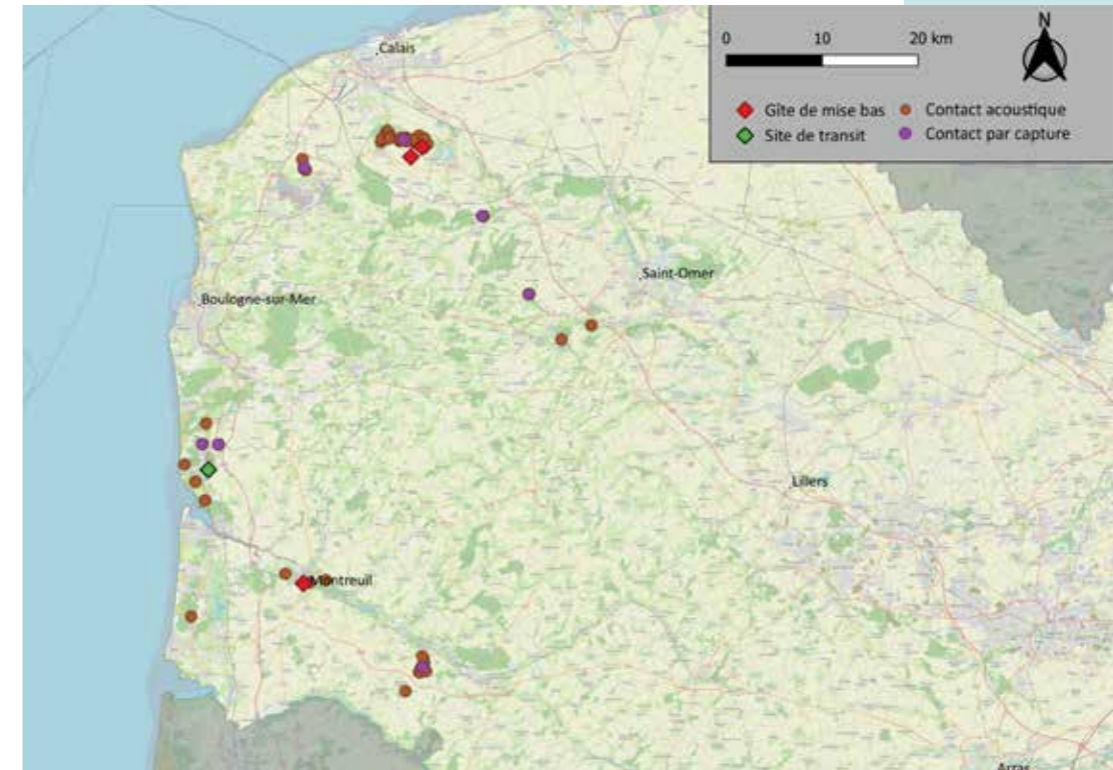 N
0 10 20 km
Gîte de mise bas
Contact acoustique
Site de transit
Contact par capture
Calais
Saint-Omer
Boulogne-sur-Mer
Lillers
Montreuil
Arras